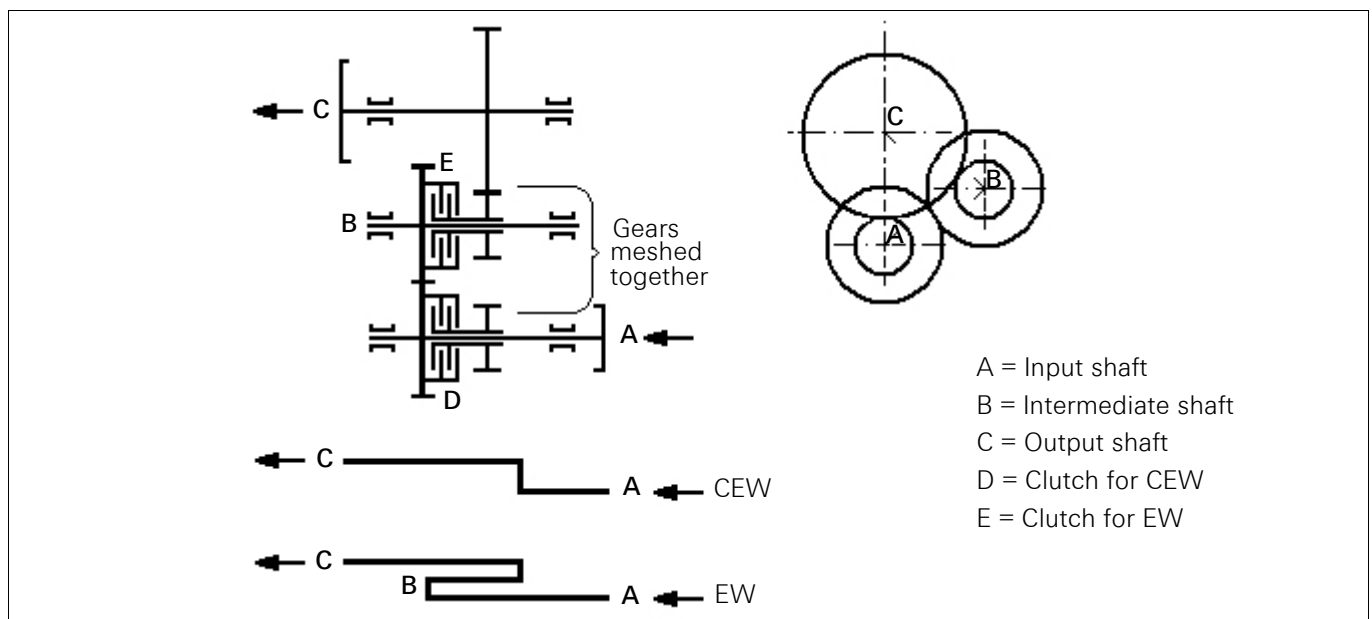 C
E
B
Gears
meshed
together
A
D
C
A CEW
C
B
A EW
C
B
A
A = Input shaft
B = Intermediate shaft
C = Output shaft
D = Clutch for CEW
E = Clutch for EW